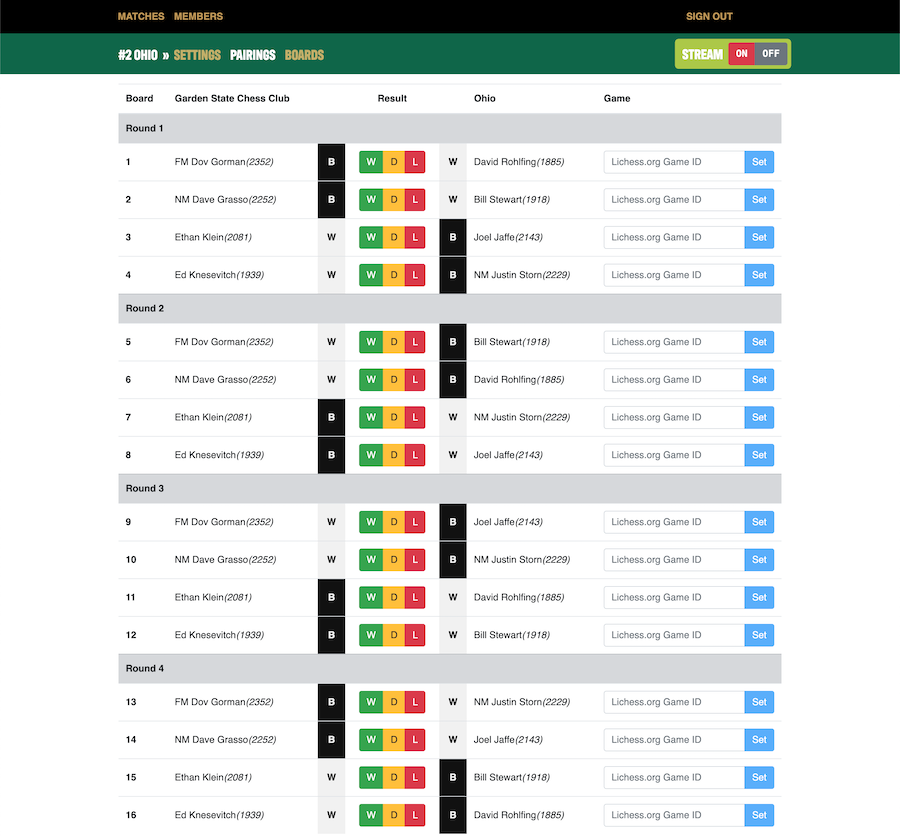 MATCHES MEMBERS SIGN OUT
#2 OHIO » SETTINGS PAIRINGS BOARDS STREAM ON OFF
Board Garden State Chess Club Result Ohio Game
Round 1
1 FM Dov Gorman(2352) B W D L W David Rohlfing(1885) Lichess.org Game ID Set
2 NM Dave Grasso(2252) B W D L W Bill Stewart(1918) Lichess.org Game ID Set
3 Ethan Klein(2081) W W D L B Joel Jaffe(2143) Lichess.org Game ID Set
4 Ed Knesevitch(1939) W W D L B NM Justin Storn(2229) Lichess.org Game ID Set
Round 2
5 FM Dov Gorman(2352) W W D L B Bill Stewart(1918) Lichess.org Game ID Set
6 NM Dave Grasso(2252) W W D L B David Rohlfing(1885) Lichess.org Game ID Set
7 Ethan Klein(2081) B W D L W NM Justin Storn(2229) Lichess.org Game ID Set
8 Ed Knesevitch(1939) B W D L W Joel Jaffe(2143) Lichess.org Game ID Set
Round 3
9 FM Dov Gorman(2352) W W D L B Joel Jaffe(2143) Lichess.org Game ID Set
10 NM Dave Grasso(2252) W W D L B NM Justin Storn(2229) Lichess.org Game ID Set
11 Ethan Klein(2081) B W D L W David Rohlfing(1885) Lichess.org Game ID Set
12 Ed Knesevitch(1939) B W D L W Bill Stewart(1918) Lichess.org Game ID Set
Round 4
13 FM Dov Gorman(2352) B W D L W NM Justin Storn(2229) Lichess.org Game ID Set
14 NM Dave Grasso(2252) B W D L W Joel Jaffe(2143) Lichess.org Game ID Set
15 Ethan Klein(2081) W W D L B Bill Stewart(1918) Lichess.org Game ID Set
16 Ed Knesevitch(1939) W W D L B David Rohlfing(1885) Lichess.org Game ID Set